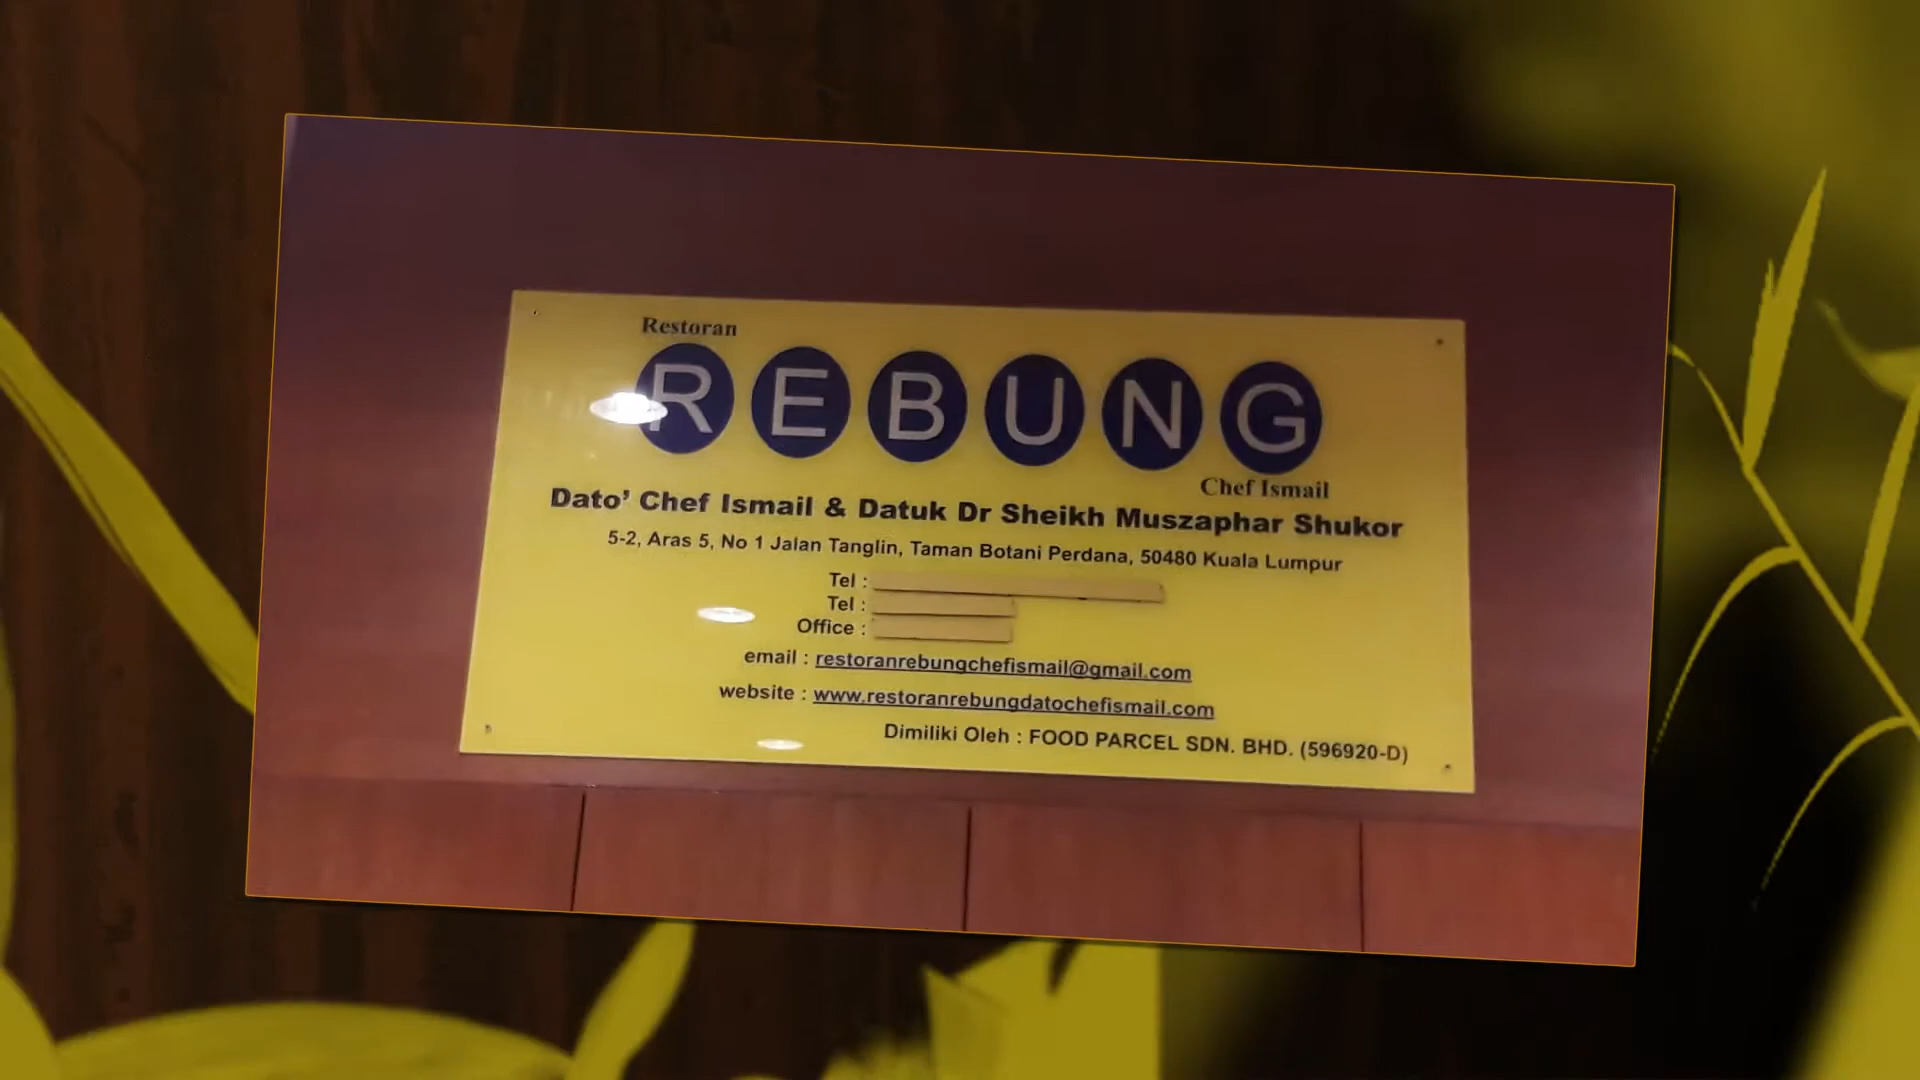 Restoran
REBUNG
Chef Ismail
Dato' Chef Ismail & Datuk Dr Sheikh Muszaphar Shukor
5-2, Aras 5, No 1 Jalan Tanglin, Taman Botani Perdana, 50480 Kuala Lumpur
Tel :
Tel :
Office :
email : restoranrebungchefismail@gmail.com
website : www.restoranrebungdatochefismail.com
Dimiliki Oleh : FOOD PARCEL SDN. BHD. (596920-D)